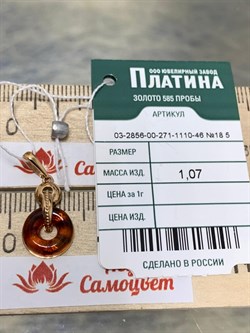 ООО ЮВЕЛИРНЫЙ ЗАВОД
ПЛАТИНА
ЗОЛОТО 585 ПРОБЫ
АРТИКУЛ
03-2856-00-271-1110-46 №18 5
РАЗМЕР
МАССА ИЗД. 1,07
ЦЕНА за 1г
ЦЕНА ИЗД.
СДЕЛАНО В РОССИИ
Самоцвет